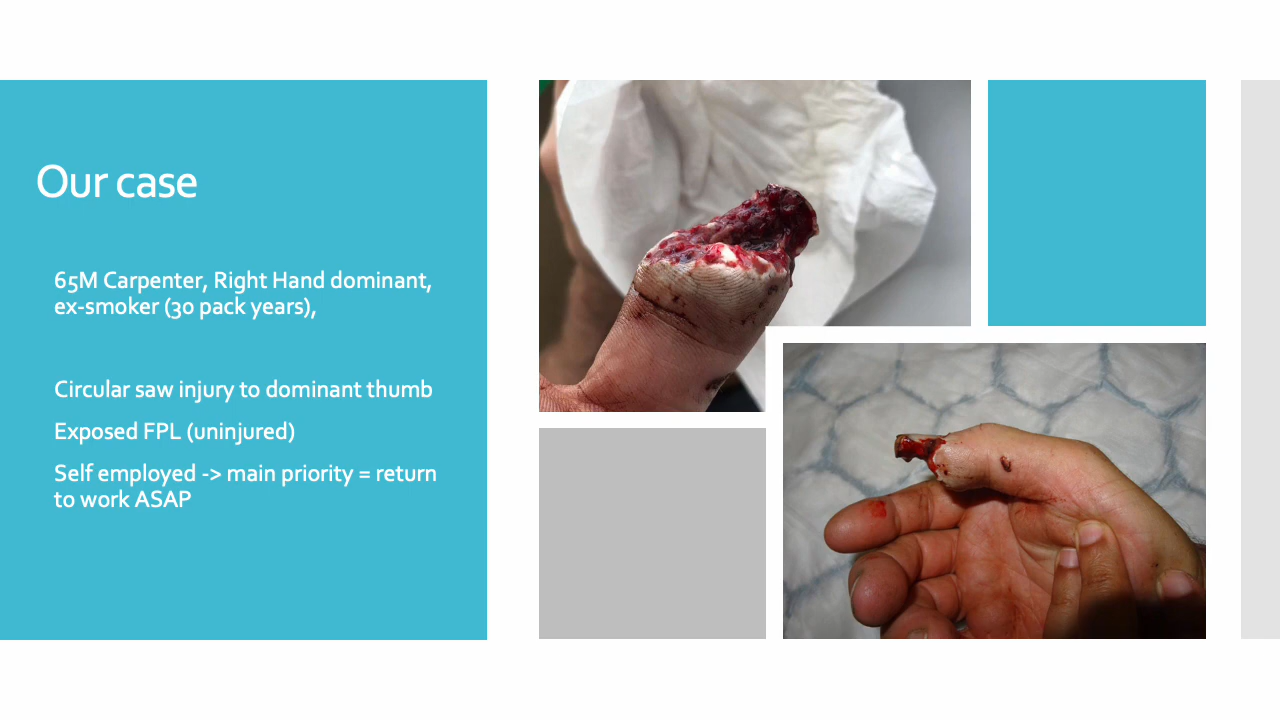 Our case
65M Carpenter, Right Hand dominant,
ex-smoker (30 pack years),
Circular saw injury to dominant thumb
Exposed FPL (uninjured)
Self employed -> main priority = return
to work ASAP